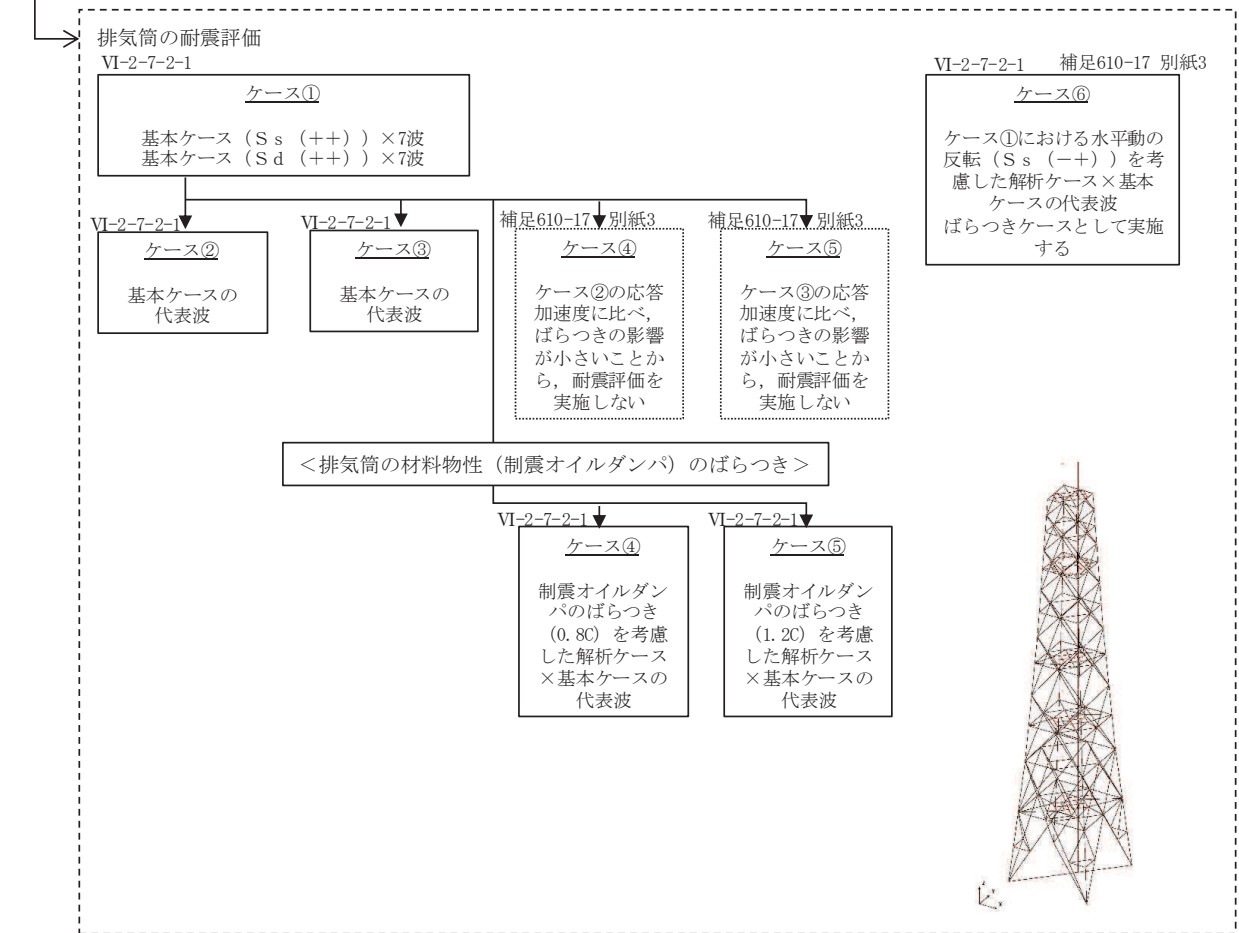 排気筒の耐震評価
Ⅵ-2-7-2-1
ケース①
基本ケース（Ｓｓ（++））×7波
基本ケース（Ｓｄ（++））×7波
Ⅵ-2-7-2-1 補足610-17 別紙3
ケース⑥
ケース①における水平動の
反転（Ｓｓ（-+））を考
慮した解析ケース×基本
ケースの代表波
ばらつきケースとして実施
する
Ⅵ-2-7-2-1
ケース②
基本ケースの
代表波
Ⅵ-2-7-2-1
ケース③
基本ケースの
代表波
補足610-17 別紙3
ケース④
ケース②の応答
加速度に比べ，
ばらつきの影響
が小さいことか
ら，耐震評価を
実施しない
補足610-17 別紙3
ケース⑤
ケース③の応答
加速度に比べ，
ばらつきの影響
が小さいことか
ら，耐震評価を
実施しない
＜排気筒の材料物性（制震オイルダンパ）のばらつき＞
Ⅵ-2-7-2-1
ケース④
制震オイルダン
パのばらつき
（0.8C）を考慮
した解析ケース
×基本ケースの
代表波
Ⅵ-2-7-2-1
ケース⑤
制震オイルダン
パのばらつき
（1.2C）を考慮
した解析ケース
×基本ケースの
代表波